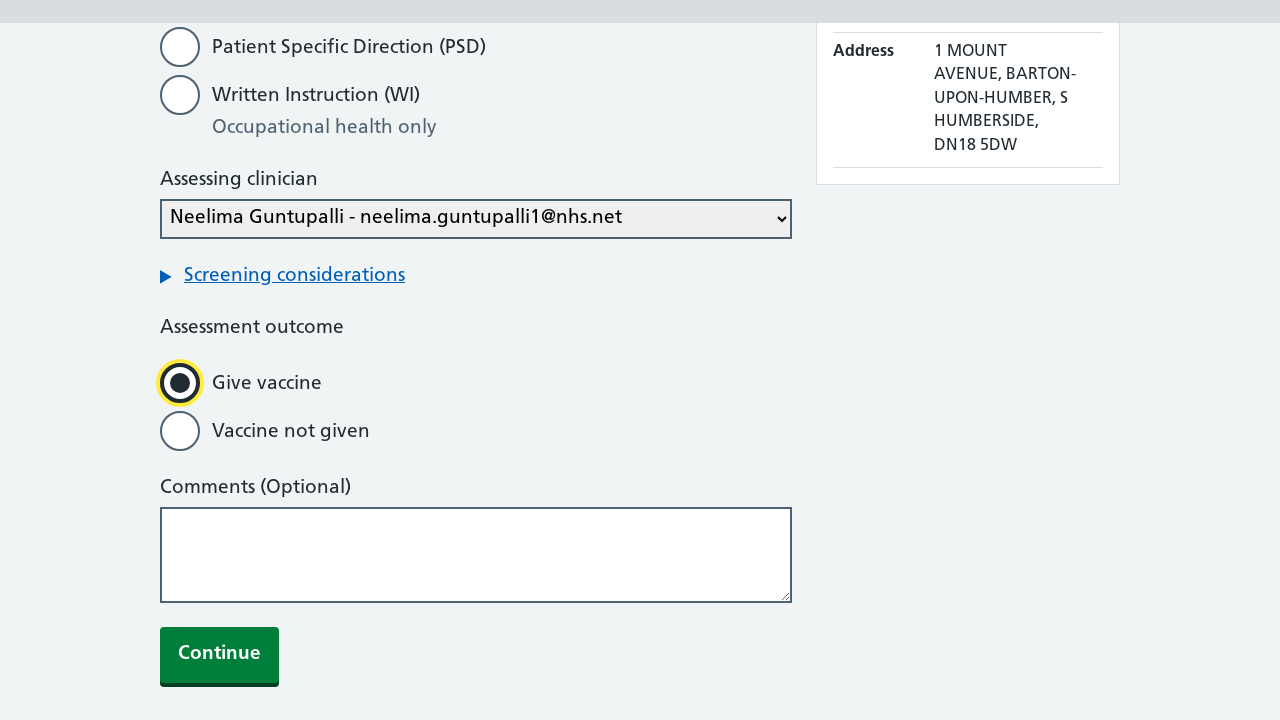 Patient Specific Direction (PSD)
Written Instruction (WI)
Occupational health only
Assessing clinician
Neelima Guntupalli - neelima.guntupalli1@nhs.net
Screening considerations
Assessment outcome
Give vaccine
Vaccine not given
Comments (Optional)
Continue
Address
1 MOUNT
AVENUE, BARTON-
UPON-HUMBER, S
HUMBERSIDE,
DN18 5DW